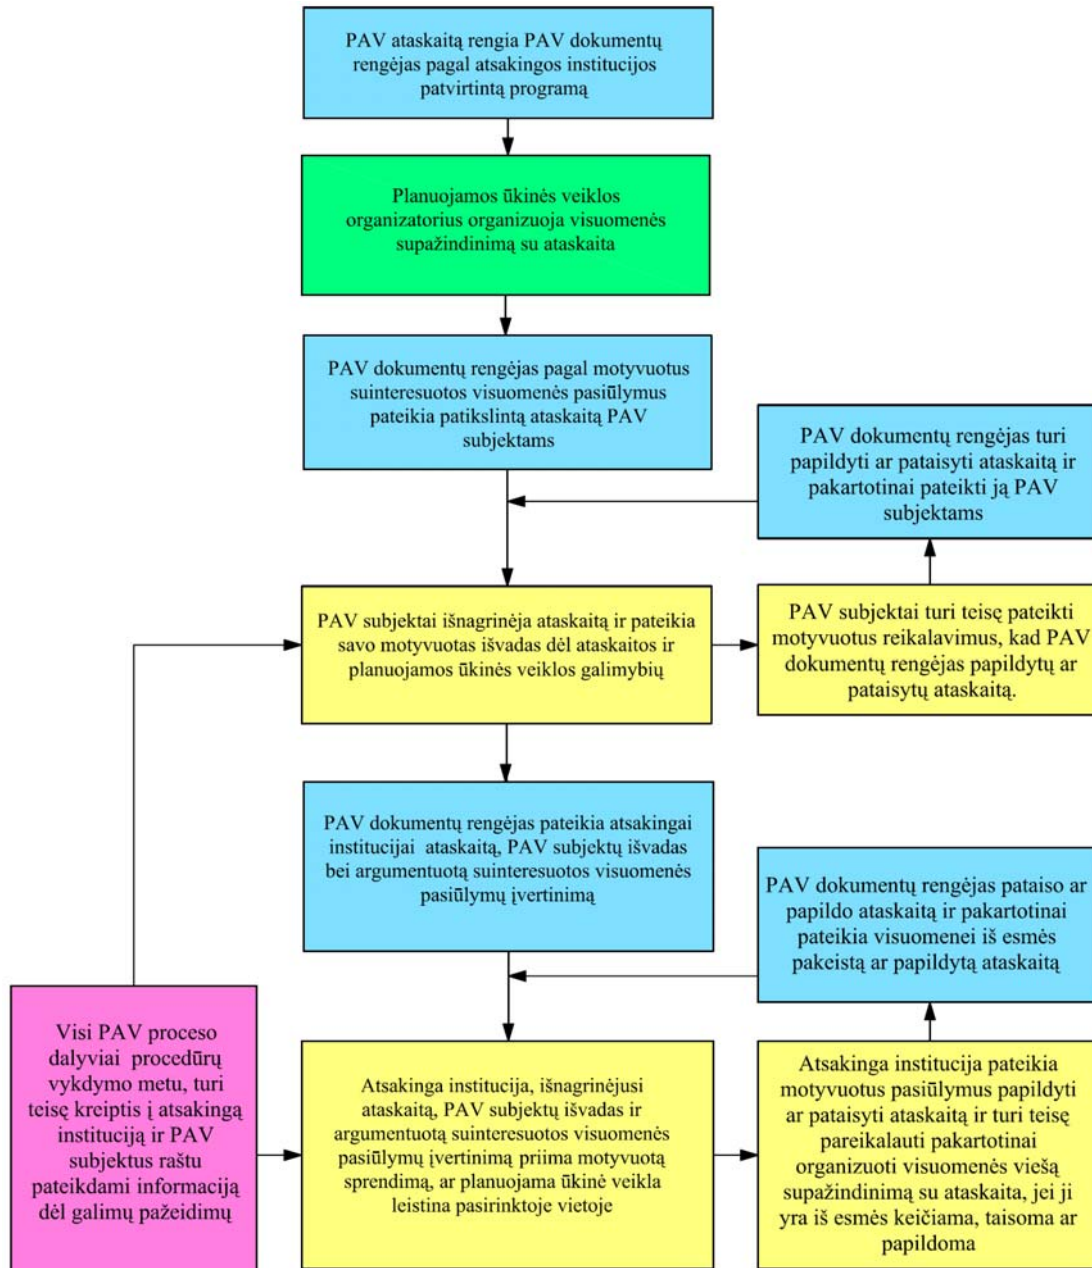 PAV ataskaitą rengia PAV dokumentų
rengėjas pagal atsakingos institucijos
patvirtintą programą
Planuojamos ūkinės veiklos
organizatorius organizuoja visuomenės
supažindinimą su ataskaita
PAV dokumentų rengėjas pagal motyvuotus
suinteresuotos visuomenės pasiūlymus
pateikia patikslintą ataskaitą PAV
subjektams
PAV dokumentų rengėjas turi
papildyti ar pataisyti ataskaitą ir
pakartotinai pateikti ją PAV
subjektams
PAV subjektai išnagrinėja ataskaitą ir pateikia
savo motyvuotas išvadas dėl ataskaitos ir
planuojamos ūkinės veiklos galimybių
PAV subjektai turi teisę pateikti
motyvuotus reikalavimus, kad PAV
dokumentų rengėjas papildytų ar
pataisytų ataskaitą.
PAV dokumentų rengėjas pateikia atsakingai
institucijai ataskaitą, PAV subjektų išvadas
bei argumentuotą suinteresuotos visuomenės
pasiūlymų įvertinimą
PAV dokumentų rengėjas pataiso ar
papildo ataskaitą ir pakartotinai
pateikia visuomenei iš esmės
pakeistą ar papildytą ataskaitą
Visi PAV proceso
dalyviai procedūrų
vykdymo metu, turi
teisę kreiptis į atsakingą
instituciją ir PAV
subjektus raštu
pateikdami informaciją
dėl galimų pažeidimų
Atsakinga institucija, išnagrinėjusi
ataskaitą, PAV subjektų išvadas ir
argumentuotą suinteresuotos visuomenės
pasiūlymų įvertinimą priima motyvuotą
sprendimą, ar planuojama ūkinė veikla
leistina pasirinktoje vietoje
Atsakinga institucija pateikia
motyvuotus pasiūlymus papildyti
ar pataisyti ataskaitą ir turi teisę
pareikalauti pakartotinai
organizuoti visuomenės viešą
supažindinimą su ataskaita, jei ji
yra iš esmės keičiama, taisoma ar
papildoma